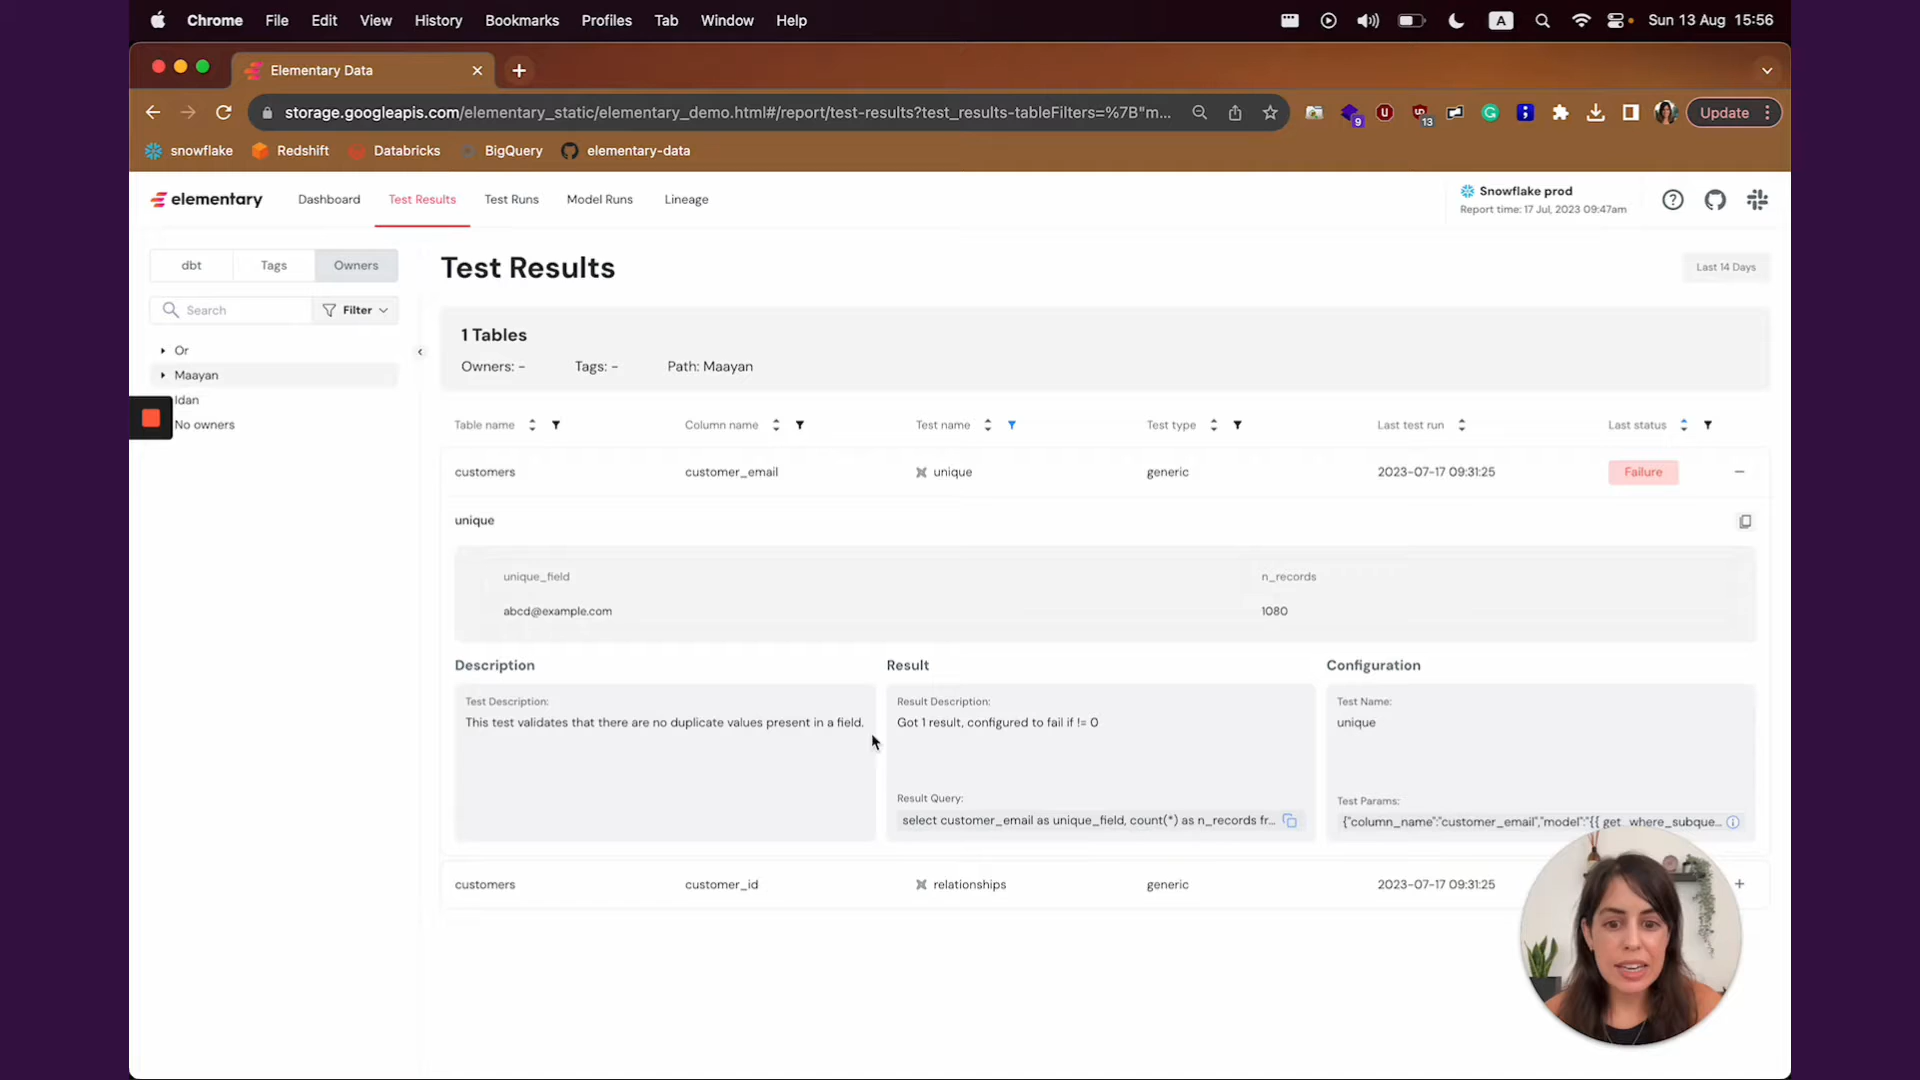 Chrome File Edit View History Bookmarks Profiles Tab Window Help A Sun 13 Aug 15:56
Elementary Data
storage.googleapis.com/elementary_static/elementary_demo.html#/report/test-results?test_results-tableFilters=%7B"m... 9 13 Update
snowflake Redshift Databricks BigQuery elementary-data
elementary Dashboard Test Results Test Runs Model Runs Lineage
Snowflake prod
Report time: 17 Jul, 2023 09:47am
dbt Tags Owners
Search Filter
Or
Maayan
Idan
No owners
Test Results
Last 14 Days
1 Tables
Owners: - Tags: - Path: Maayan
Table name Column name Test name Test type Last test run Last status
customers customer_email unique generic 2023-07-17 09:31:25 Failure
unique
unique_field n_records
abcd@example.com 1080
Description Result Configuration
Test Description: Result Description: Test Name:
This test validates that there are no duplicate values present in a field. Got 1 result, configured to fail if != 0 unique
Result Query: Test Params:
select customer_email as unique_field, count(*) as n_records fr... {"column_name":"customer_email","model":"{{ get_where_subque...
customers customer_id relationships generic 2023-07-17 09:31:25